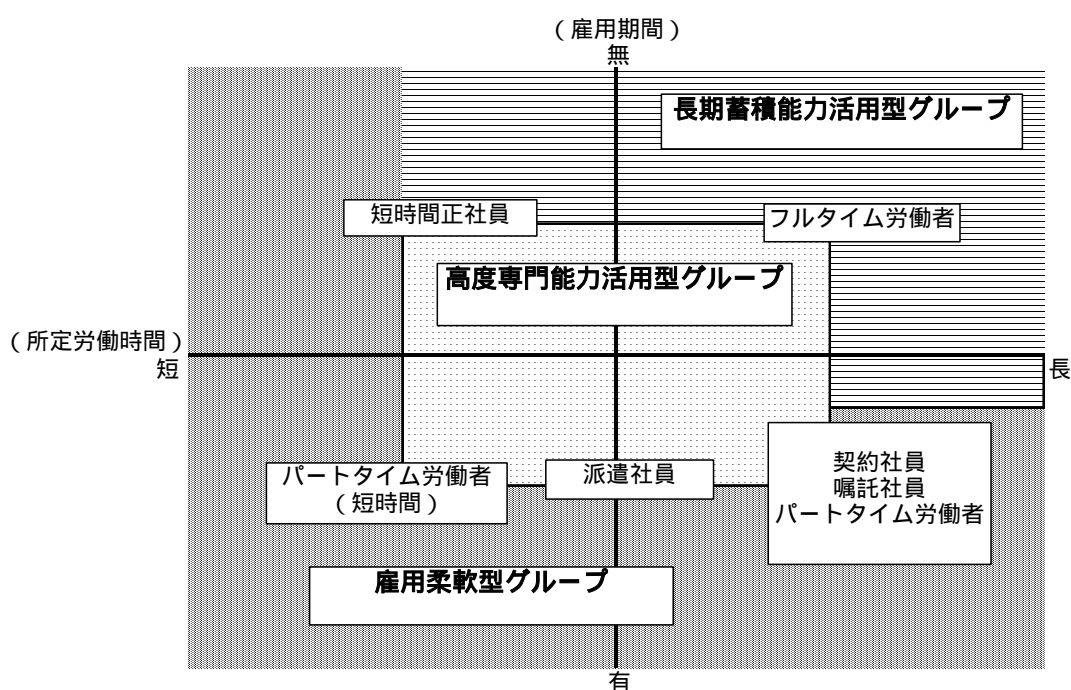 (雇用期間)
無
長期蓄積能力活用型グループ
短時間正社員
フルタイム労働者
高度専門能力活用型グループ
(所定労働時間)
短
長
パートタイム労働者
(短時間)
派遣社員
契約社員
嘱託社員
パートタイム労働者
雇用柔軟型グループ
有